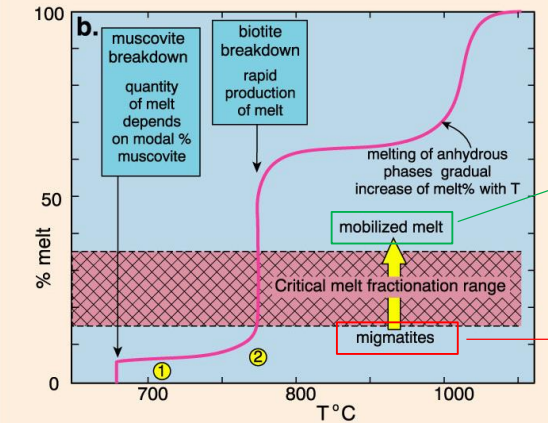 100
b.
muscovite
breakdown
quantity
of melt
depends
on modal %
muscovite
biotite
breakdown
rapid
production
of melt
melting of anhydrous
phases gradual
increase of melt% with T
50
% melt
mobilized melt
Critical melt fractionation range
migmatites
1
2
0
700
800
1000
T°C